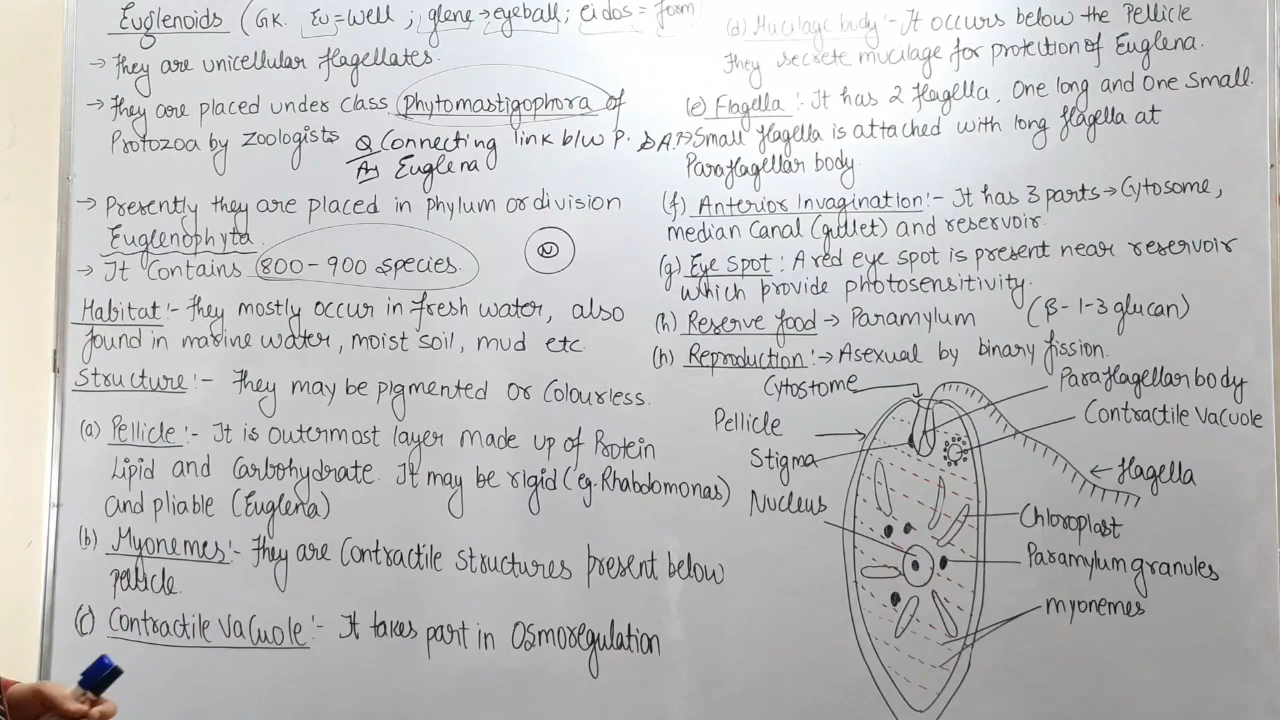 Euglenoids (GK. Eu=well ; glene→eyeball; eidos = form
→ They are unicellular flagellates.
→ They are placed under class phytomastigophora of
Protozoa by Zoologists
Q Connecting link b/w P. & A.?
A) Euglena
→ Presently they are placed in phylum or division
Euglenophyta.
→ It contains 800-900 species.
N
Habitat:- They mostly occur in fresh water, also
found in marine water, moist soil, mud etc.
Structure:- They may be pigmented or Colourless.
(a) Pellicle:- It is outermost layer made up of Protein
Lipid and Carbohydrate. It may be rigid (eg. Rhabdomonas)
and pliable (Euglena)
(b) Myonemes:- They are Contractile structures present below
pellicle.
(c) Contractile Vacuole:- It takes part in Osmoregulation
(d) Mucilage body:- It occurs below the Pellicle
They secrete mucilage for protection of Euglena.
(e) Flagella:- It has 2 flagella, One long and One Small.
Small flagella is attached with long flagella at
Paraflagellar body.
(f) Anterior Invagination:- It has 3 parts→ Cytosome,
median Canal (gullet) and reservoir.
(g) Eye Spot: A red eye spot is present near reservoir
which provide photosensitivity.
(h) Reserve food → Paramylum (β-1-3 glucan)
(h) Reproduction:→ Asexual by binary fission.
Cytostome
Paraflagellar body
Pellicle
Contractile Vacuole
Stigma
Flagella
Nucleus
Chloroplast
Paramylum granules
myonemes